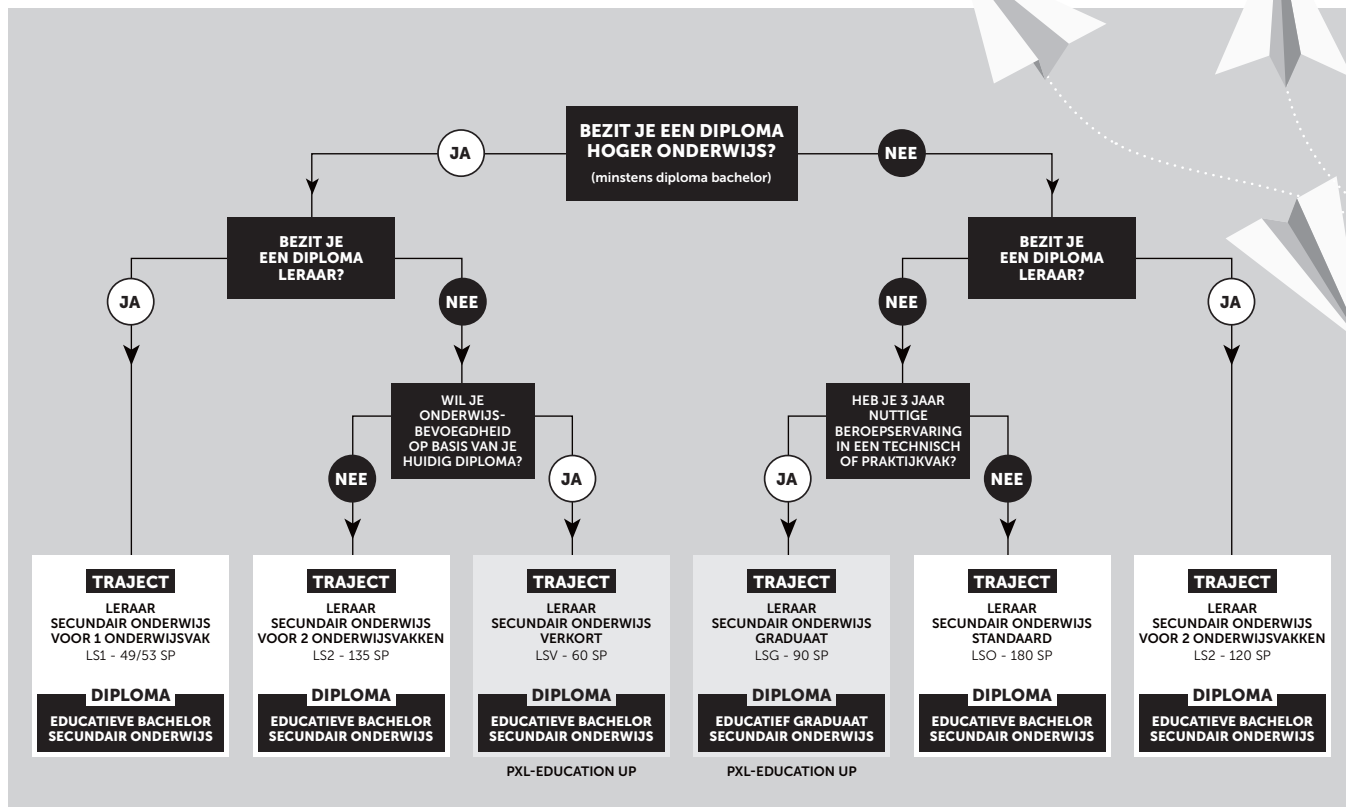 BEZIT JE EEN DIPLOMA
HOGER ONDERWIJS?
(minstens diploma bachelor)
JA
NEE
BEZIT JE
EEN DIPLOMA
LERAAR?
BEZIT JE
EEN DIPLOMA
LERAAR?
JA
NEE
NEE
JA
WIL JE
ONDERWIJS-
BEVOEGDHEID
OP BASIS VAN JE
HUIDIG DIPLOMA?
HEB JE 3 JAAR
NUTTIGE
BEROEPSERVARING
IN EEN TECHNISCH
OF PRAKTIJKVAK?
NEE
JA
JA
NEE
TRAJECT
LERAAR
SECUNDAIR ONDERWIJS
VOOR 1 ONDERWIJSVAK
LS1 - 49/53 SP
DIPLOMA
EDUCATIEVE BACHELOR
SECUNDAIR ONDERWIJS
TRAJECT
LERAAR
SECUNDAIR ONDERWIJS
VOOR 2 ONDERWIJSVAKKEN
LS2 - 135 SP
DIPLOMA
EDUCATIEVE BACHELOR
SECUNDAIR ONDERWIJS
TRAJECT
LERAAR
SECUNDAIR ONDERWIJS
VERKORT
LSV - 60 SP
DIPLOMA
EDUCATIEVE BACHELOR
SECUNDAIR ONDERWIJS
PXL-EDUCATION UP
TRAJECT
LERAAR
SECUNDAIR ONDERWIJS
GRADUAAT
LSG - 90 SP
DIPLOMA
EDUCATIEF GRADUAAT
SECUNDAIR ONDERWIJS
PXL-EDUCATION UP
TRAJECT
LERAAR
SECUNDAIR ONDERWIJS
STANDAARD
LSO - 180 SP
DIPLOMA
EDUCATIEVE BACHELOR
SECUNDAIR ONDERWIJS
TRAJECT
LERAAR
SECUNDAIR ONDERWIJS
VOOR 2 ONDERWIJSVAKKEN
LS2 - 120 SP
DIPLOMA
EDUCATIEVE BACHELOR
SECUNDAIR ONDERWIJS